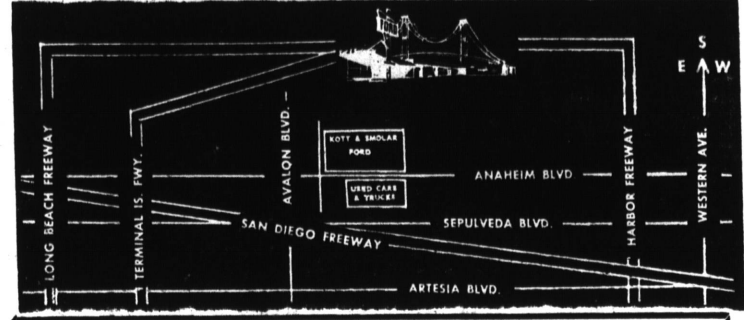 S
E W
KOTT & SMOLAR
FORD
USED CARS
& TRUCKS
LONG BEACH FREEWAY
TERMINAL IS. FWY.
AVALON BLVD.
HARBOR FREEWAY
WESTERN AVE.
ANAHEIM BLVD
SEPULVEDA BLVD.
SAN DIEGO FREEWAY
ARTESIA BLVD.